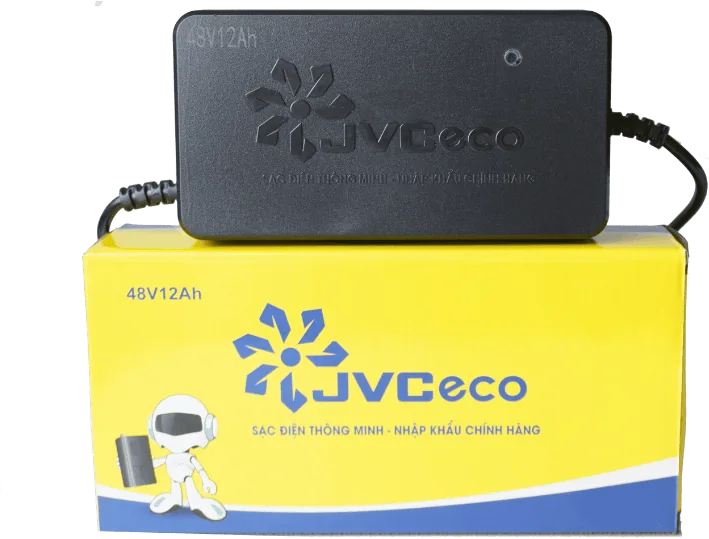 48V12Ah
JVCeco
SẠC ĐIỆN THÔNG MINH - NHẬP KHẨU CHÍNH HÃNG
48V12Ah
JVCeco
SẠC ĐIỆN THÔNG MINH - NHẬP KHẨU CHÍNH HÃNG